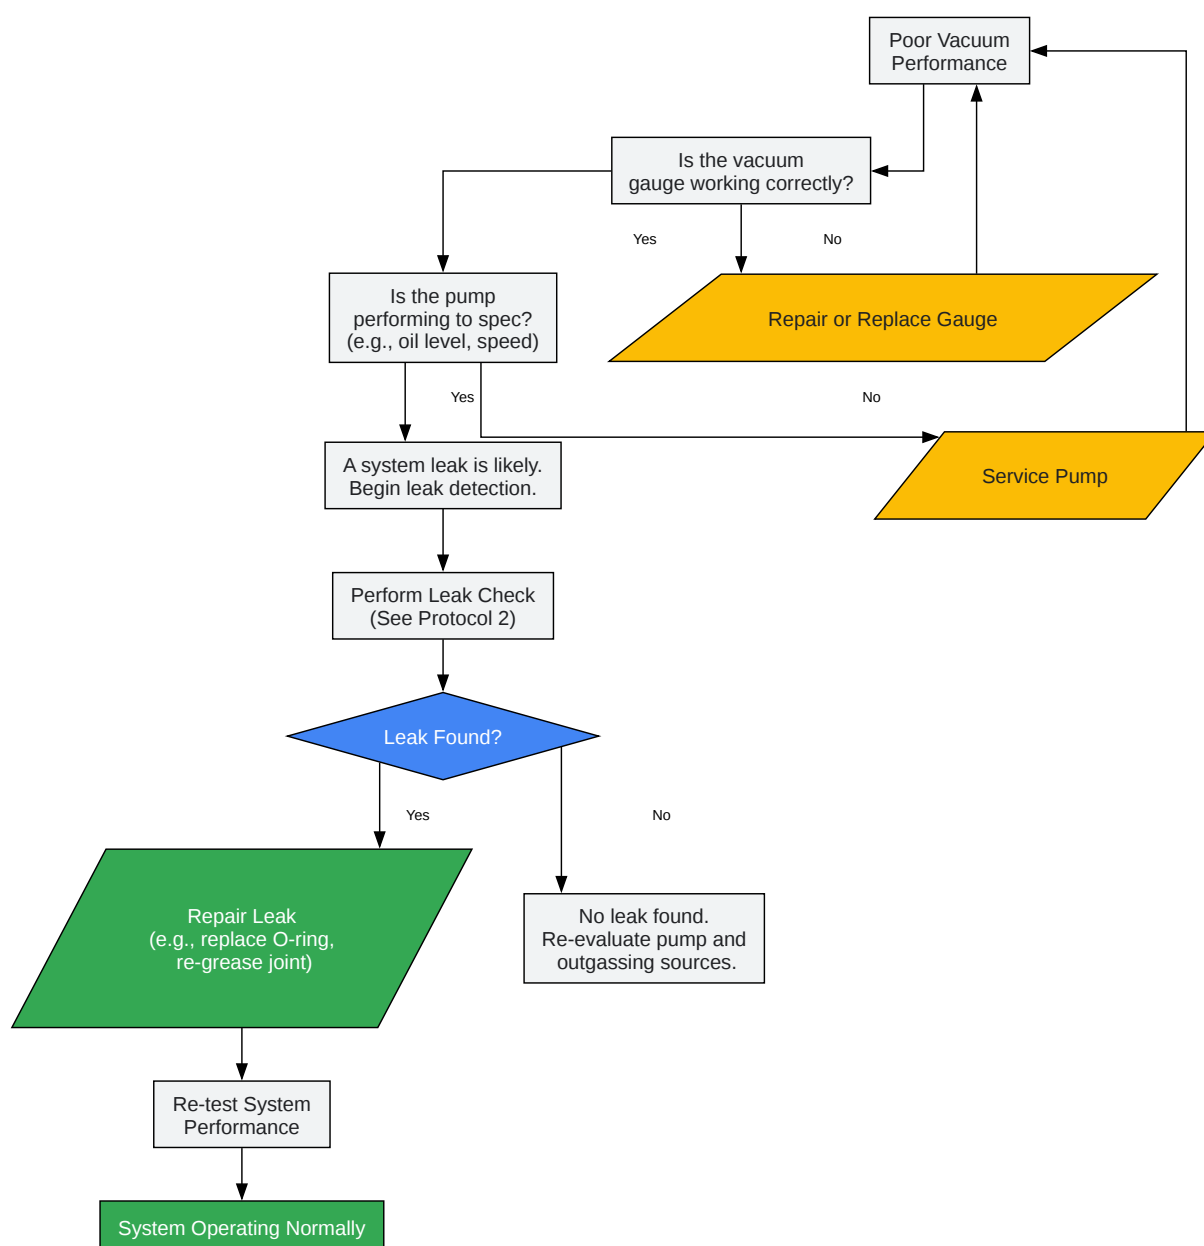 Poor Vacuum
Performance
Is the vacuum
gauge working correctly?
Yes
No
Is the pump
performing to spec?
(e.g., oil level, speed)
Repair or Replace Gauge
Yes
No
A system leak is likely.
Begin leak detection.
Service Pump
Perform Leak Check
(See Protocol 2)
Leak Found?
Yes
No
Repair Leak
(e.g., replace O-ring,
re-grease joint)
No leak found.
Re-evaluate pump and
outgassing sources.
Re-test System
Performance
System Operating Normally